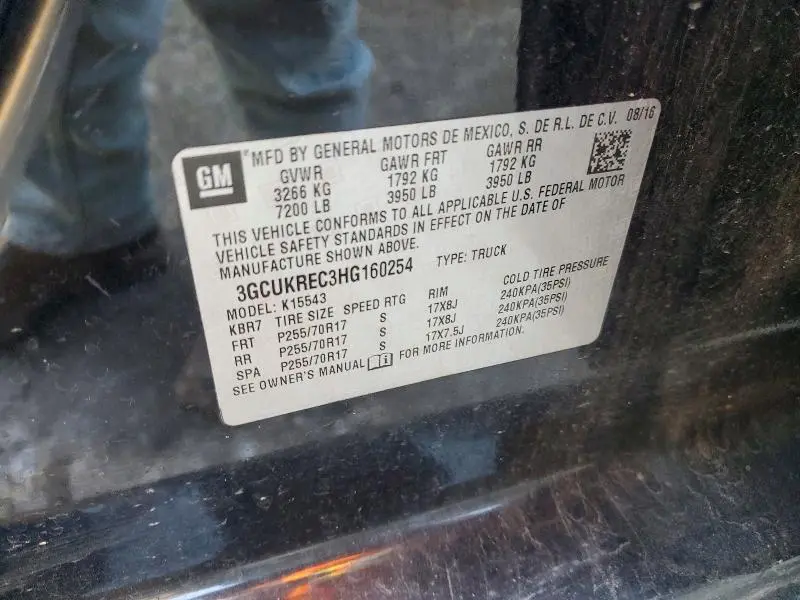 GM
*MFD BY GENERAL MOTORS DE MEXICO, S. DE R.L. DE C.V. 08/16
GVWR GAWR FRT GAWR RR
3266 KG 1792 KG 1792 KG
7200 LB 3950 LB 3950 LB
THIS VEHICLE CONFORMS TO ALL APPLICABLE U.S. FEDERAL MOTOR
VEHICLE SAFETY STANDARDS IN EFFECT ON THE DATE OF
MANUFACTURE SHOWN ABOVE.
3GCUKREC3HG160254 TYPE: TRUCK
MODEL: K15543
KBR7 TIRE SIZE SPEED RTG RIM COLD TIRE PRESSURE
FRT P255/70R17 S 17X8J 240KPA(35PSI)
RR P255/70R17 S 17X8J 240KPA(35PSI)
SPA P255/70R17 S 17X7.5J 240KPA(35PSI)
SEE OWNER'S MANUAL FOR MORE INFORMATION.